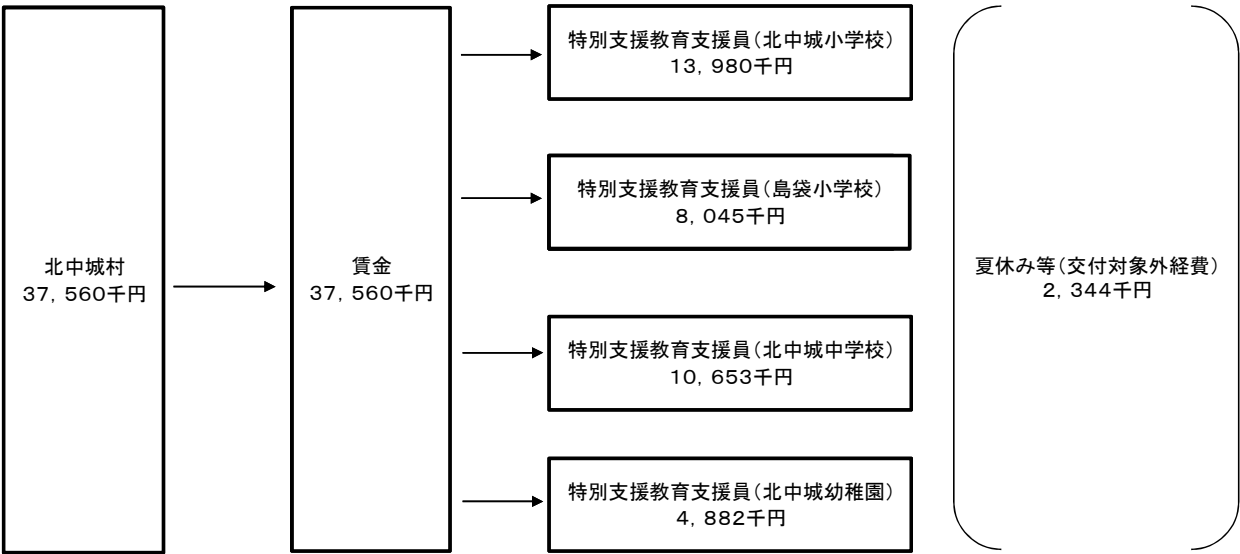 北中城村
37,560千円
賃金
37,560千円
特別支援教育支援員(北中城小学校)
13,980千円
特別支援教育支援員(島袋小学校)
8,045千円
特別支援教育支援員(北中城中学校)
10,653千円
特別支援教育支援員(北中城幼稚園)
4,882千円
夏休み等(交付対象外経費)
2,344千円